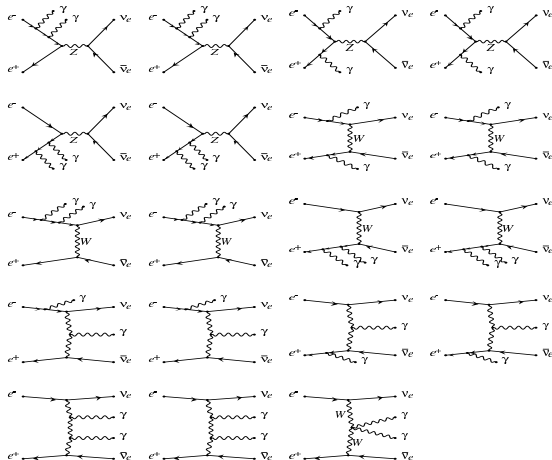 γ γ γ γ
e⁻ γ νₑ e⁻ γ νₑ e⁻ νₑ e⁻ νₑ
Z Z Z Z
e⁺ ν̄ₑ e⁺ ν̄ₑ e⁺ γ ν̄ₑ e⁺ γ ν̄ₑ
e⁻ νₑ e⁻ νₑ e⁻ γ νₑ e⁻ γ νₑ
Z Z W W
e⁺ γ ν̄ₑ e⁺ γ ν̄ₑ e⁺ ν̄ₑ e⁺ ν̄ₑ
γ γ γ γ
γ γ γ γ
e⁻ νₑ e⁻ νₑ e⁻ νₑ e⁻ νₑ
W W W W
e⁺ ν̄ₑ e⁺ ν̄ₑ e⁺ ν̄ₑ e⁺ ν̄ₑ
γ γ γ γ
e⁻ γ νₑ e⁻ γ νₑ e⁻ νₑ e⁻ νₑ
γ γ γ γ
e⁺ ν̄ₑ e⁺ ν̄ₑ e⁺ γ ν̄ₑ e⁺ γ ν̄ₑ
e⁻ νₑ e⁻ νₑ e⁻ νₑ
γ γ W γ
γ γ W γ
e⁺ ν̄ₑ e⁺ ν̄ₑ e⁺ ν̄ₑ